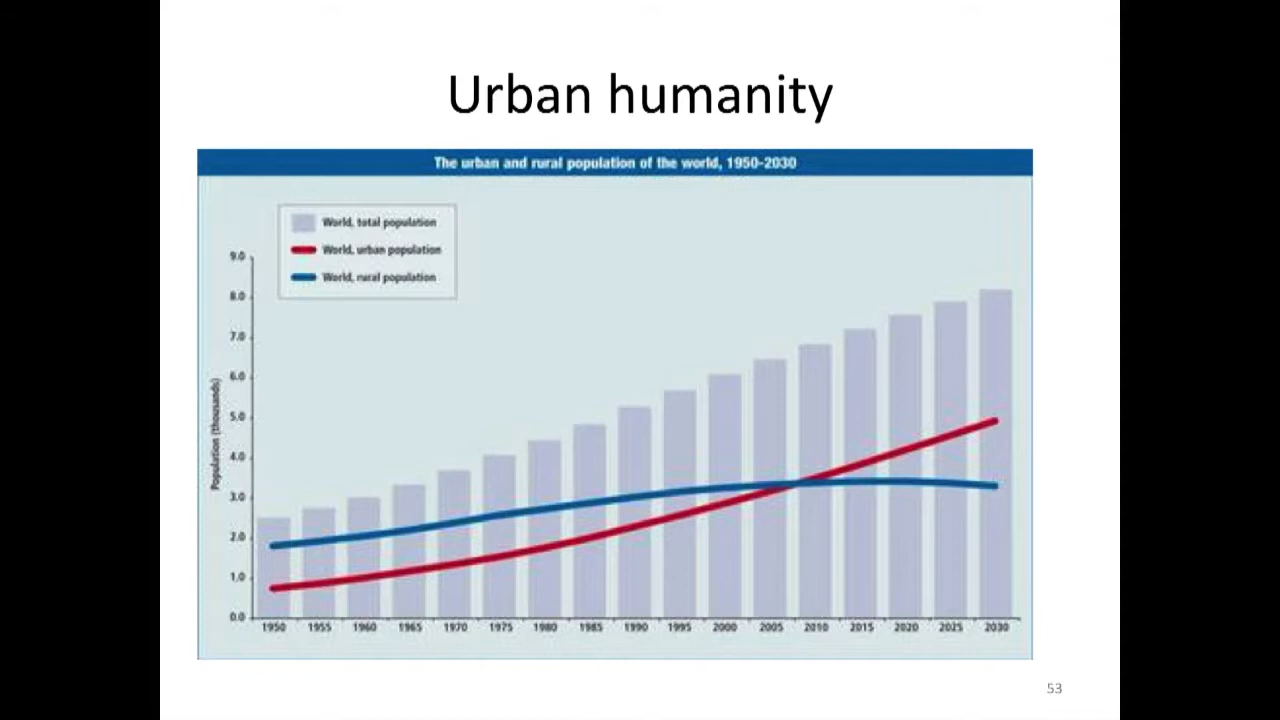 Urban humanity
The urban and rural population of the world, 1950-2030
World, total population
World, urban population
World, rural population
9.0
8.0
7.0
6.0
5.0
4.0
3.0
2.0
1.0
0.0
Population (thousands)
1950 1955 1960 1965 1970 1975 1980 1985 1990 1995 2000 2005 2010 2015 2020 2025 2030
53